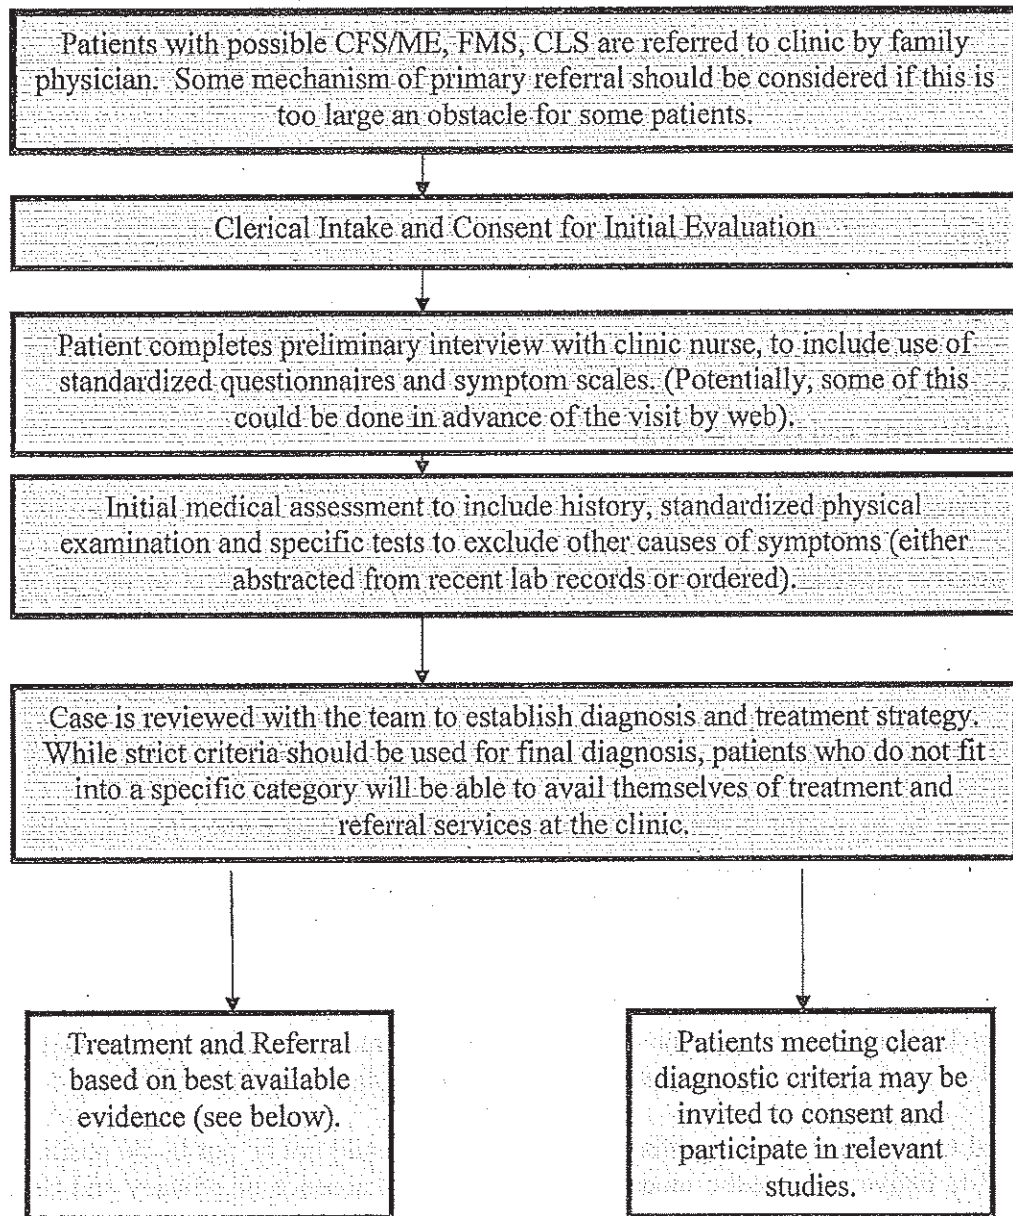 Patients with possible CFS/ME, FMS, CLS are referred to clinic by family
physician. Some mechanism of primary referral should be considered if this is
too large an obstacle for some patients.
Clerical Intake and Consent for Initial Evaluation
Patient completes preliminary interview with clinic nurse, to include use of
standardized questionnaires and symptom scales. (Potentially, some of this
could be done in advance of the visit by web).
Initial medical assessment to include history, standardized physical
examination and specific tests to exclude other causes of symptoms (either
abstracted from recent lab records or ordered).
Case is reviewed with the team to establish diagnosis and treatment strategy.
While strict criteria should be used for final diagnosis, patients who do not fit
into a specific category will be able to avail themselves of treatment and
referral services at the clinic.
Treatment and Referral
based on best available
evidence (see below).
Patients meeting clear
diagnostic criteria may be
invited to consent and
participate in relevant
studies.